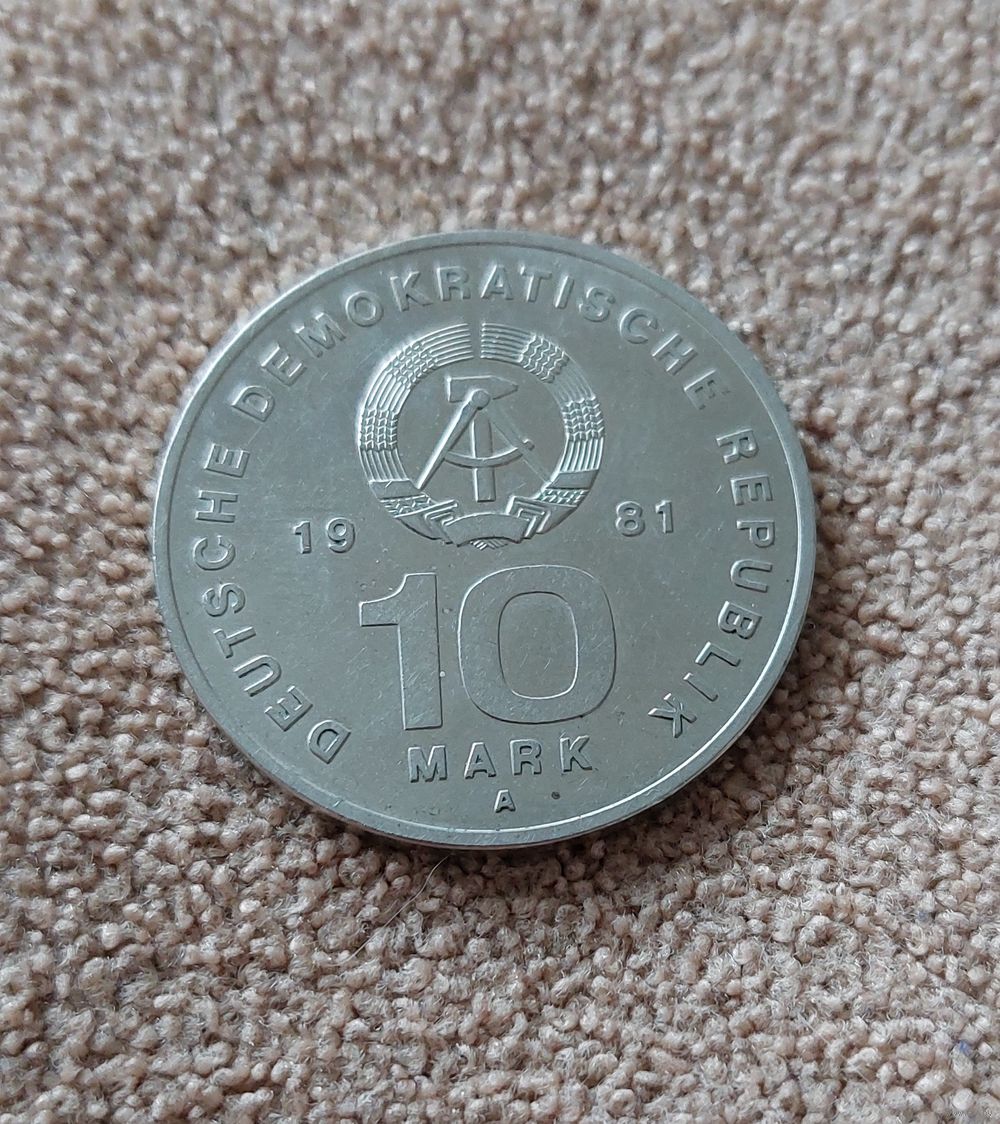 DEUTSCHE DEMOKRATISCHE REPUBLIK
19 81
10
MARK
A